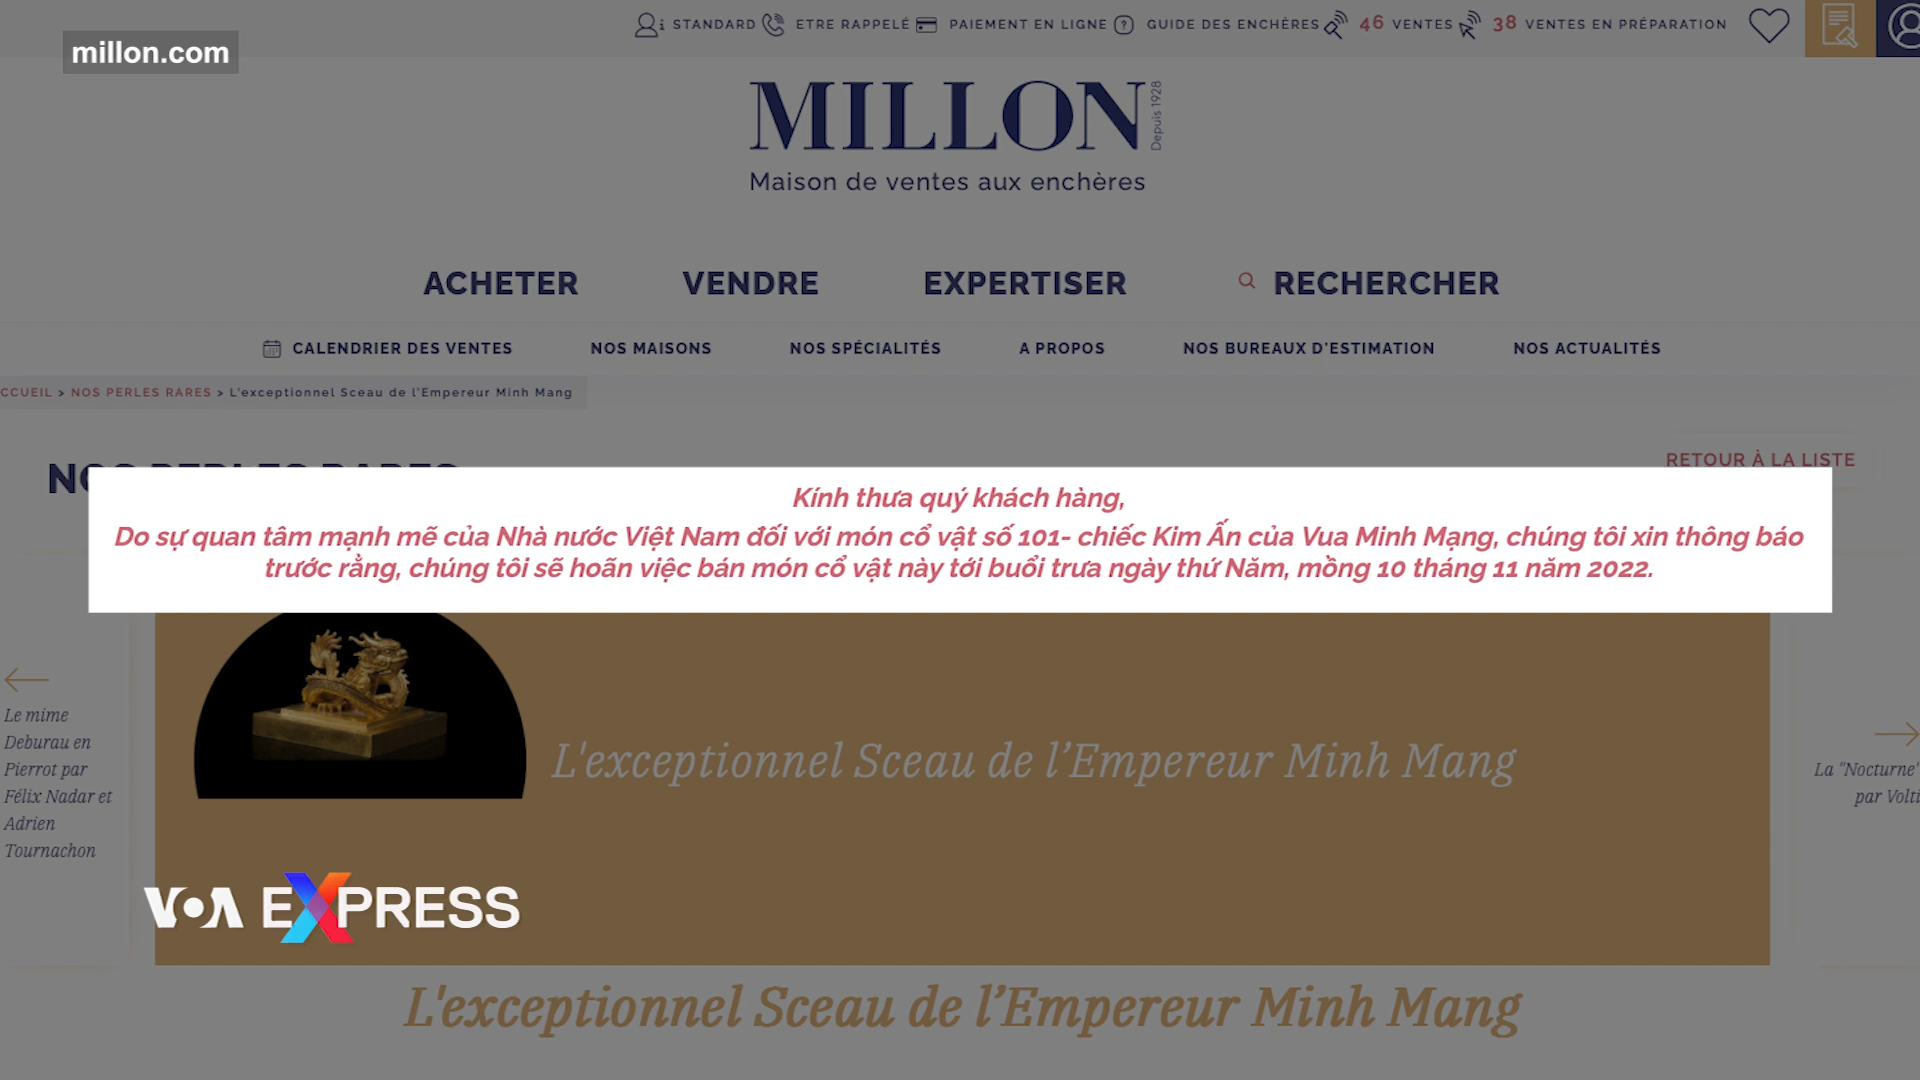 millon.com
STANDARD ETRE RAPPELÉ PAIEMENT EN LIGNE GUIDE DES ENCHÈRES 46 VENTES 38 VENTES EN PRÉPARATION
MILLON
Depuis 1928
Maison de ventes aux enchères
ACHETER VENDRE EXPERTISER RECHERCHER
CALENDRIER DES VENTES NOS MAISONS NOS SPÉCIALITÉS A PROPOS NOS BUREAUX D'ESTIMATION NOS ACTUALITÉS
CCUEIL > NOS PERLES RARES > L'exceptionnel Sceau de l'Empereur Minh Mang
NOS PERLES RARES
RETOUR À LA LISTE
Kính thưa quý khách hàng,
Do sự quan tâm mạnh mẽ của Nhà nước Việt Nam đối với món cổ vật số 101- chiếc Kim Ấn của Vua Minh Mạng, chúng tôi xin thông báo
trước rằng, chúng tôi sẽ hoãn việc bán món cổ vật này tới buổi trưa ngày thứ Năm, mồng 10 tháng 11 năm 2022.
Le mime
Deburau en
Pierrot par
Félix Nadar et
Adrien
Tournachon
L'exceptionnel Sceau de l’Empereur Minh Mang
La "Nocturne"
par Volti
VOA EXPRESS
L'exceptionnel Sceau de l’Empereur Minh Mang